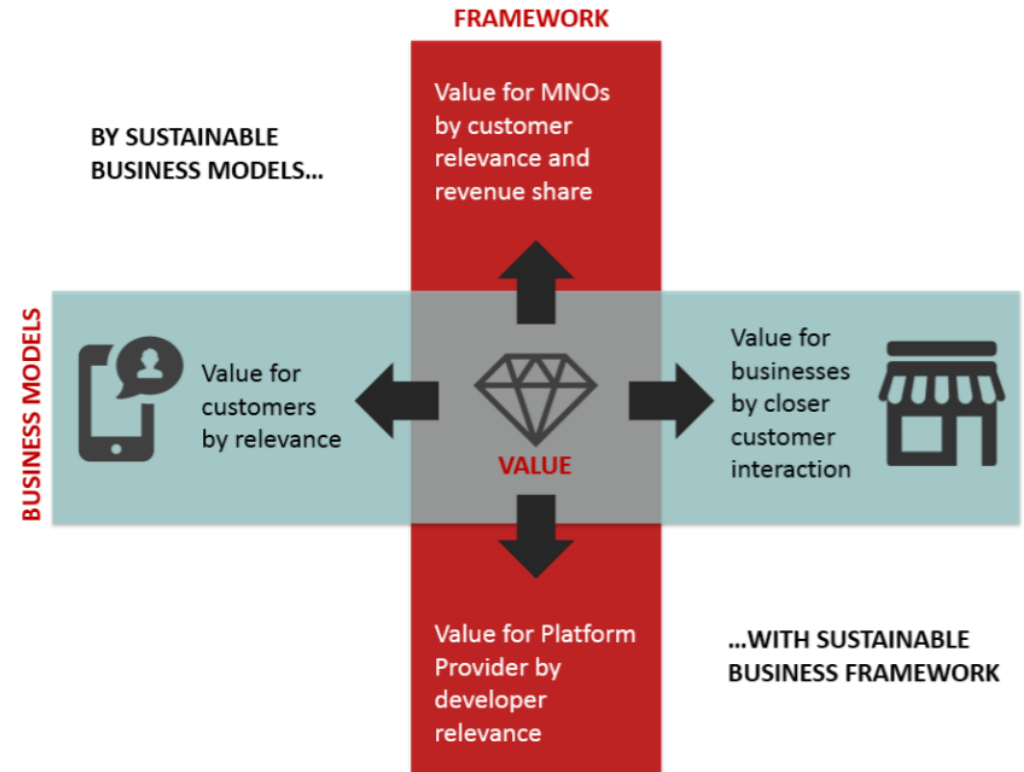 FRAMEWORK
Value for MNOs
by customer
relevance and
revenue share
BY SUSTAINABLE
BUSINESS MODELS...
BUSINESS MODELS
Value for
customers
by relevance
VALUE
Value for
businesses
by closer
customer
interaction
Value for Platform
Provider by
developer
relevance
...WITH SUSTAINABLE
BUSINESS FRAMEWORK